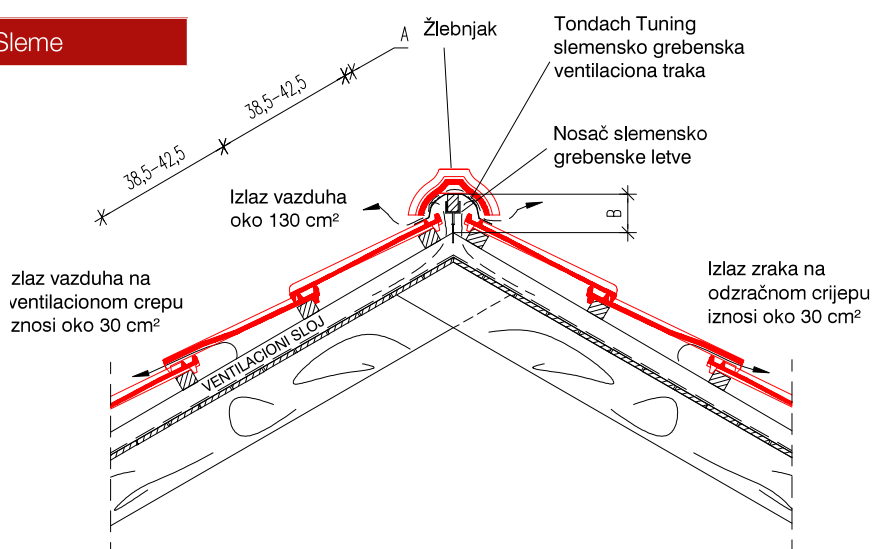 Sleme
A
38,5–42,5
38,5–42,5
Žlebnjak
Tondach Tuning
slemensko grebenska
ventilaciona traka
Nosač slemensko
grebenske letve
Izlaz vazduha
oko 130 cm²
B
zlaz vazduha na
ventilacionom crepu
znosi oko 30 cm²
Izlaz zraka na
odzračnom crijepu
iznosi oko 30 cm²
VENTILACIONI SLOJ